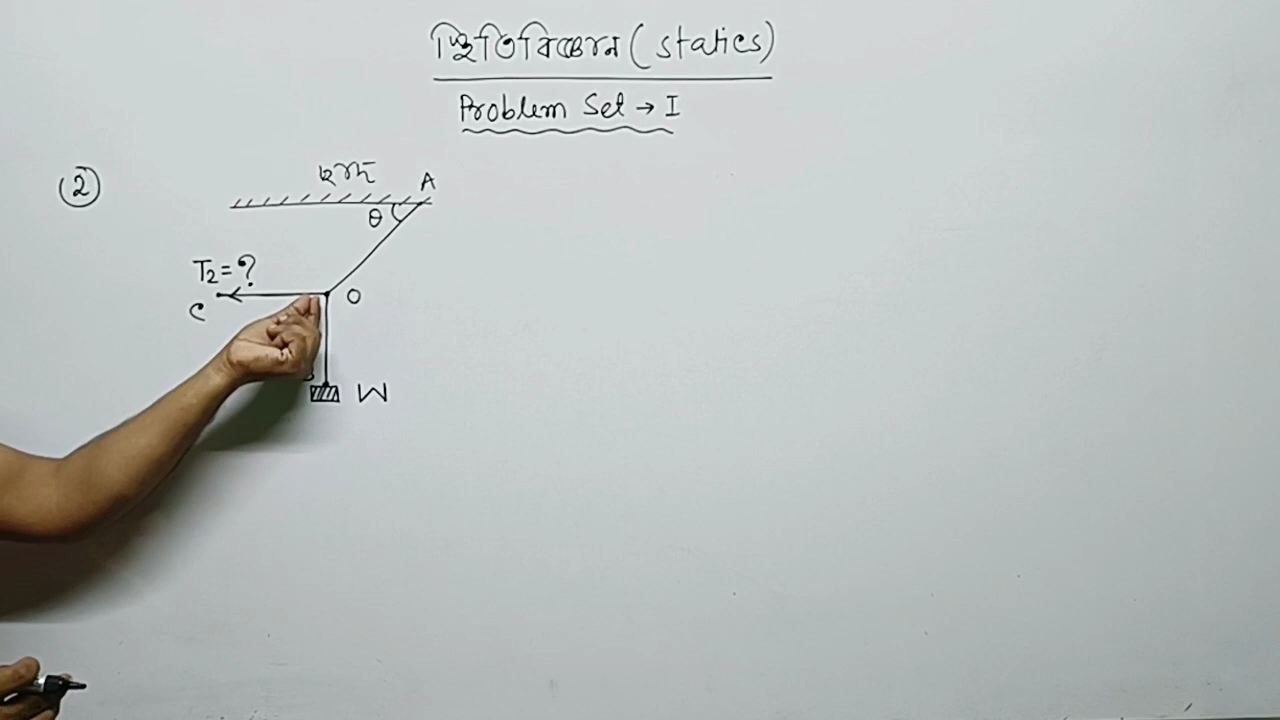 স্থিতিবিজ্ঞান (statics)
Problem Set → I
②
ছাদ A
θ
T₂ = ?
C O
W